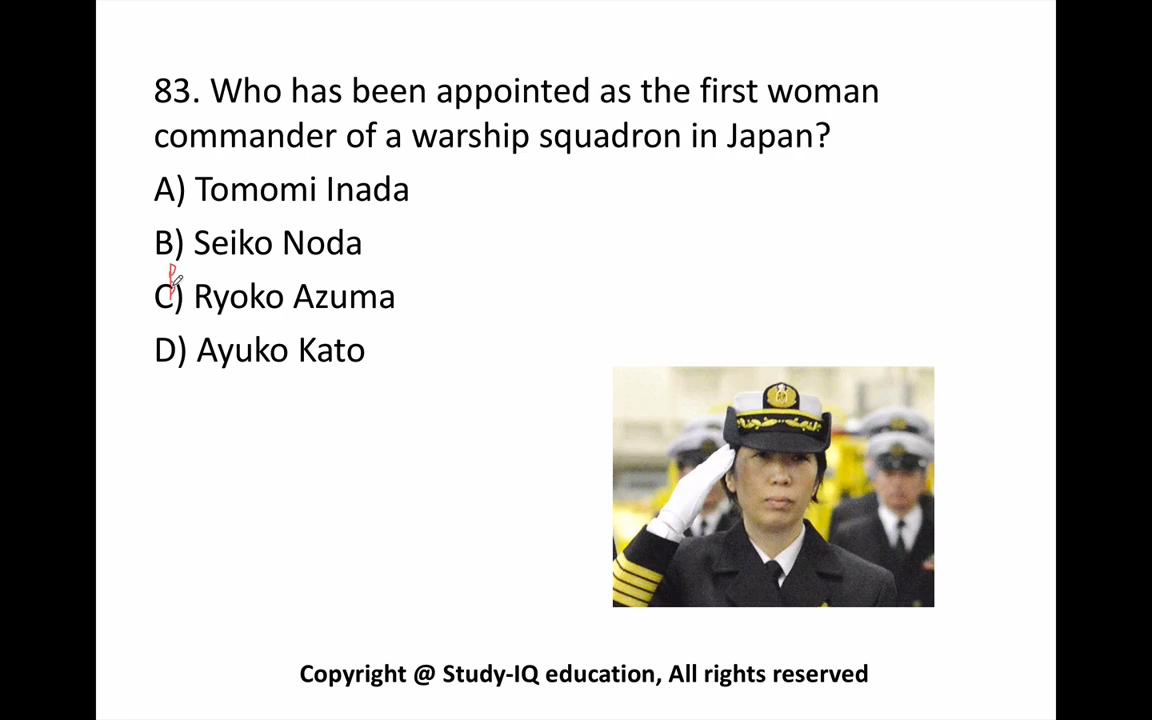 83. Who has been appointed as the first woman
commander of a warship squadron in Japan?
A) Tomomi Inada
B) Seiko Noda
C) Ryoko Azuma
D) Ayuko Kato
Copyright @ Study-IQ education, All rights reserved